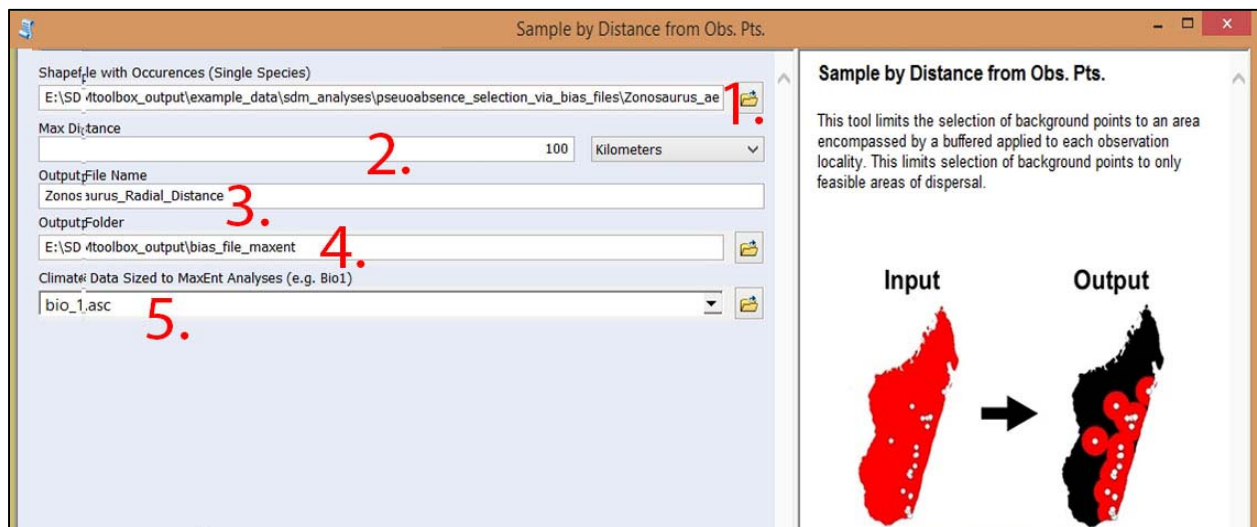 Sample by Distance from Obs. Pts.
Shapefile with Occurences (Single Species)
E:\SDMtoolbox_output\example_data\sdm_analyses\pseuoabsence_selection_via_bias_files\Zonosaurus_ae
1.
Max Distance
100 Kilometers
2.
Output File Name
Zonosaurus_Radial_Distance
3.
Output Folder
E:\SDMtoolbox_output\bias_file_maxent
4.
Climate Data Sized to MaxEnt Analyses (e.g. Bio1)
bio_1.asc
5.
Sample by Distance from Obs. Pts.
This tool limits the selection of background points to an area
encompassed by a buffered applied to each observation
locality. This limits selection of background points to only
feasible areas of dispersal.
Input Output